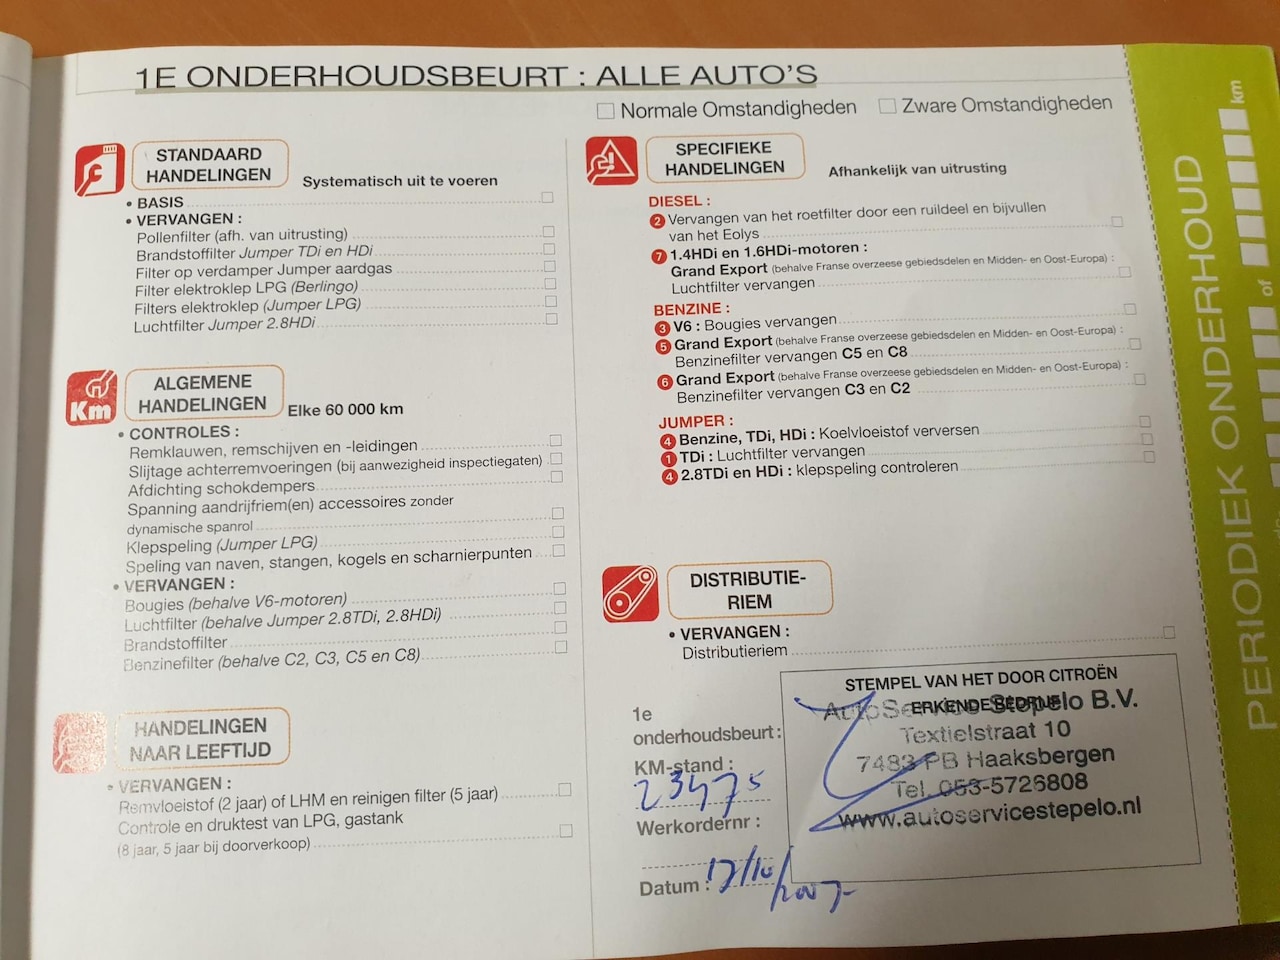 1E ONDERHOUDSBEURT : ALLE AUTO'S
Normale Omstandigheden
Zware Omstandigheden
STANDAARD
HANDELINGEN
Systematisch uit te voeren
• BASIS
• VERVANGEN :
Pollenfilter (afh. van uitrusting)
Brandstoffilter Jumper TDi en HDi
Filter op verdamper Jumper aardgas
Filter elektroklep LPG (Berlingo)
Filters elektroklep (Jumper LPG)
Luchtfilter Jumper 2.8HDi
Km
ALGEMENE
HANDELINGEN
Elke 60 000 km
• CONTROLES :
Remklauwen, remschijven en -leidingen
Slijtage achterremvoeringen (bij aanwezigheid inspectiegaten)
Afdichting schokdempers
Spanning aandrijfriem(en) accessoires zonder
dynamische spanrol
Klepspeling (Jumper LPG)
Speling van naven, stangen, kogels en scharnierpunten
• VERVANGEN :
Bougies (behalve V6-motoren)
Luchtfilter (behalve Jumper 2.8TDi, 2.8HDi)
Brandstoffilter
Benzinefilter (behalve C2, C3, C5 en C8)
HANDELINGEN
NAAR LEEFTIJD
• VERVANGEN :
Remvloeistof (2 jaar) of LHM en reinigen filter (5 jaar)
Controle en druktest van LPG, gastank
(8 jaar, 5 jaar bij doorverkoop)
SPECIFIEKE
HANDELINGEN
Afhankelijk van uitrusting
DIESEL :
2 Vervangen van het roetfilter door een ruildeel en bijvullen
van het Eolys
7 1.4HDi en 1.6HDi-motoren :
Grand Export (behalve Franse overzeese gebiedsdelen en Midden- en Oost-Europa) :
Luchtfilter vervangen
BENZINE :
3 V6 : Bougies vervangen
5 Grand Export (behalve Franse overzeese gebiedsdelen en Midden- en Oost-Europa) :
Benzinefilter vervangen C5 en C8
6 Grand Export (behalve Franse overzeese gebiedsdelen en Midden- en Oost-Europa) :
Benzinefilter vervangen C3 en C2
JUMPER :
4 Benzine, TDi, HDi : Koelvloeistof verversen
1 TDi : Luchtfilter vervangen
4 2.8TDi en HDi : klepspeling controleren
DISTRIBUTIE-
RIEM
• VERVANGEN :
Distributieriem
1e
onderhoudsbeurt :
KM-stand :
23475
Werkordernr :
Datum : 17/10/2007
STEMPEL VAN HET DOOR CITROËN
ERKENDE BEDRIJF
AutoService Stepelo B.V.
Textielstraat 10
7483 PB Haaksbergen
Tel. 053-5726808
www.autoservicestepelo.nl
PERIODIEK ONDERHOUD
km
of